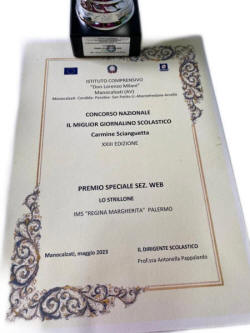 ISTITUTO COMPRENSIVO
"Don Lorenzo Milani"
Manocalzati (AV)
CONCORSO NAZIONALE
IL MIGLIOR GIORNALINO SCOLASTICO
Carmine Scianguetta
XXIII EDIZIONE
PREMIO SPECIALE SEZ. WEB
LO STRILLONE
IMS "REGINA MARGHERITA" PALERMO
Manocalzati, maggio 2023
IL DIRIGENTE SCOLASTICO
Prof.ssa Antonella Pappalardo